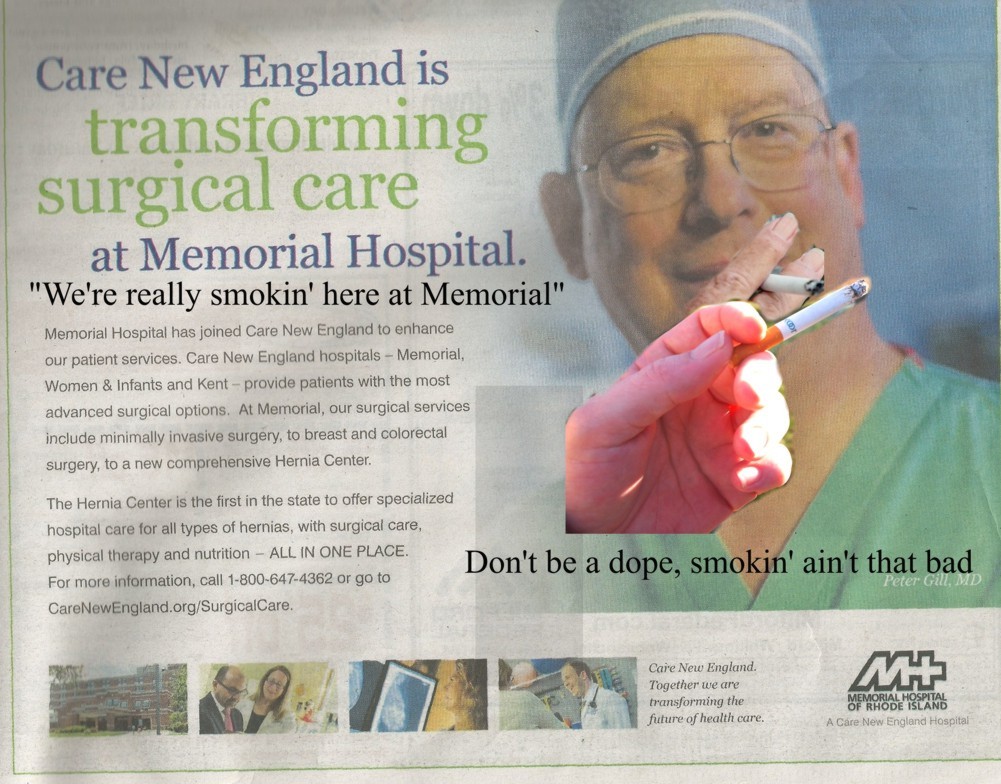 Care New England is
transforming
surgical care
at Memorial Hospital.
"We're really smokin' here at Memorial"
Memorial Hospital has joined Care New England to enhance
our patient services. Care New England hospitals – Memorial,
Women & Infants and Kent – provide patients with the most
advanced surgical options. At Memorial, our surgical services
include minimally invasive surgery, to breast and colorectal
surgery, to a new comprehensive Hernia Center.
The Hernia Center is the first in the state to offer specialized
hospital care for all types of hernias, with surgical care,
physical therapy and nutrition – ALL IN ONE PLACE.
For more information, call 1-800-647-4362 or go to
CareNewEngland.org/SurgicalCare.
Don't be a dope, smokin' ain't that bad
Peter Gill, MD
Care New England.
Together we are
transforming the
future of health care.
MEMORIAL HOSPITAL
OF RHODE ISLAND
A Care New England Hospital